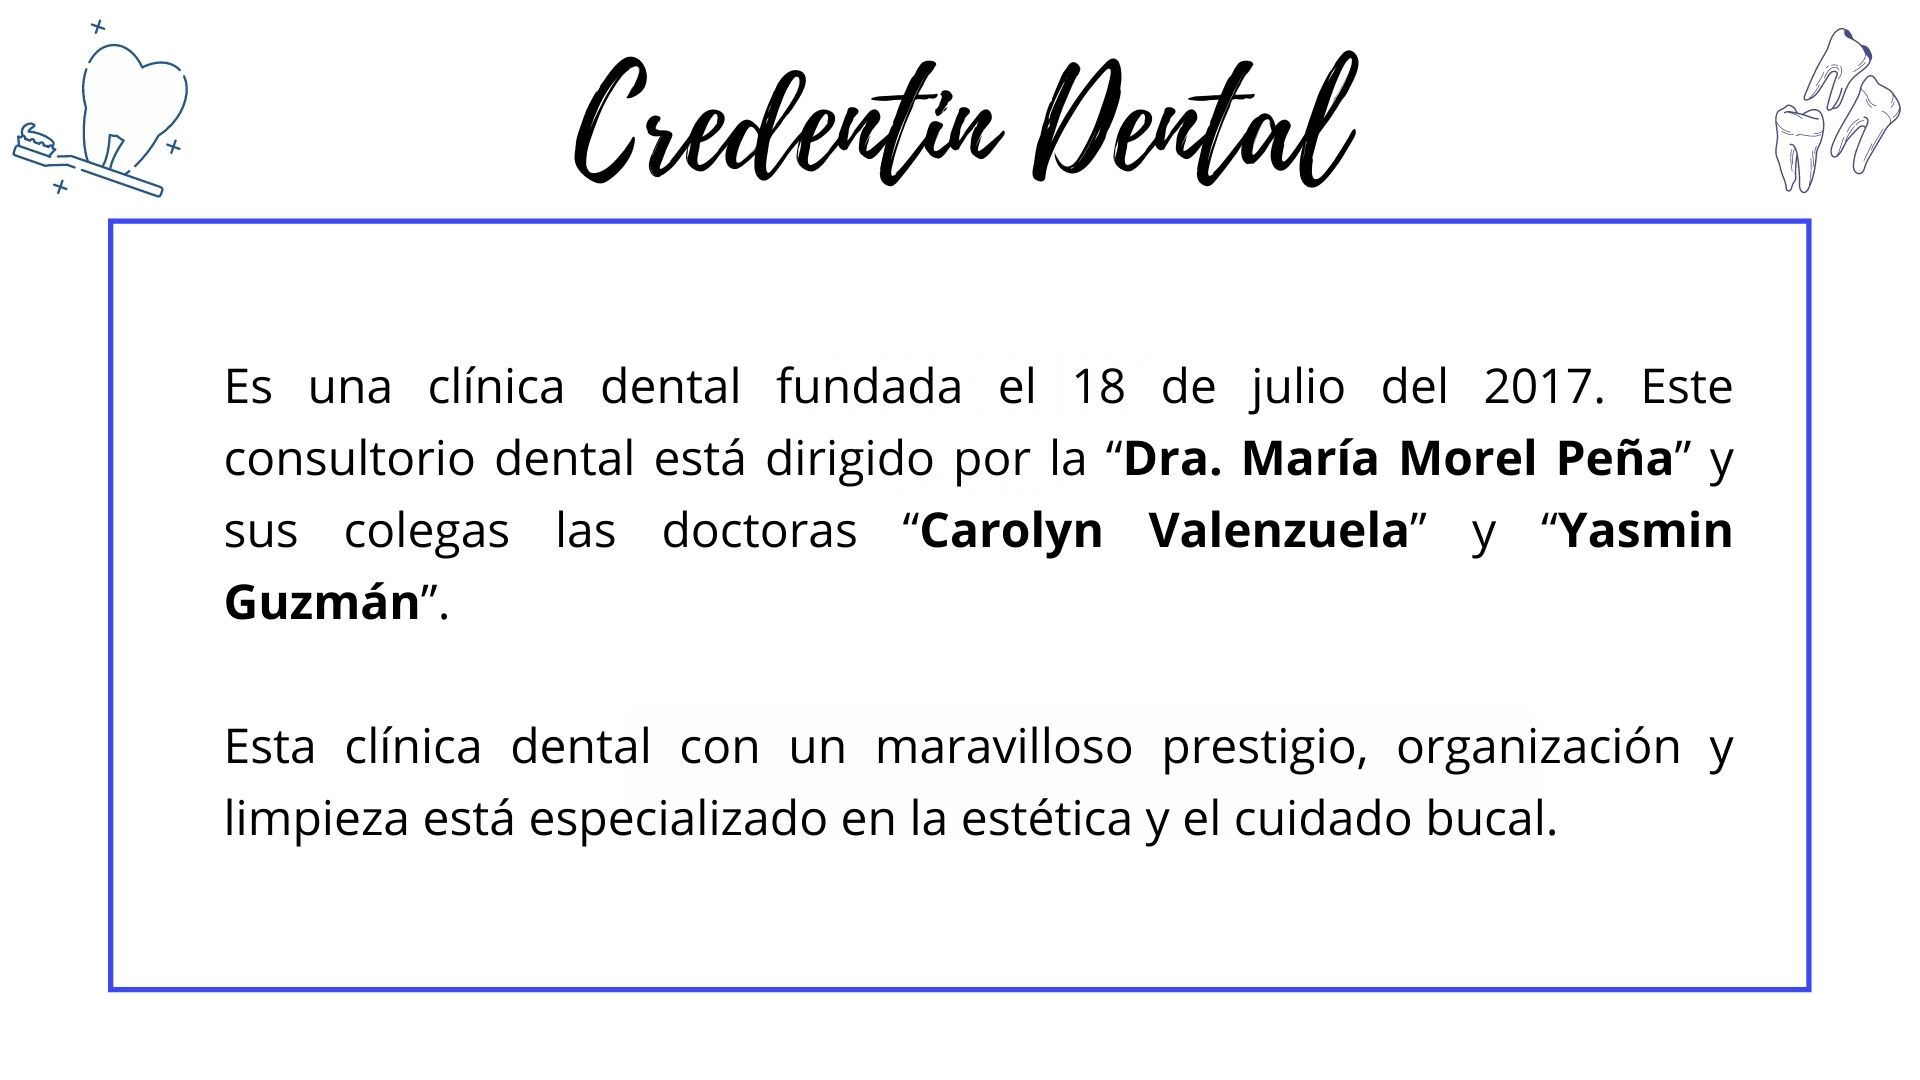 Credentin Dental
Es una clínica dental fundada el 18 de julio del 2017. Este
consultorio dental está dirigido por la “Dra. María Morel Peña” y
sus colegas las doctoras “Carolyn Valenzuela” y “Yasmin
Guzmán”.
Esta clínica dental con un maravilloso prestigio, organización y
limpieza está especializado en la estética y el cuidado bucal.